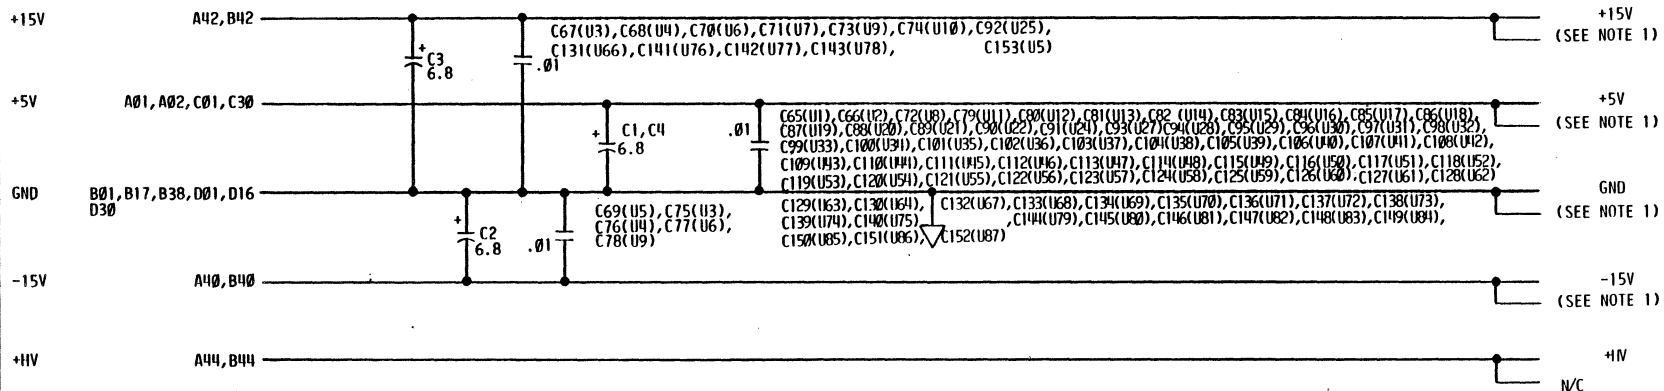 +15V A42,B42 +15V
C67(U3),C68(U4),C70(U6),C71(U7),C73(U9),C74(U10),C92(U25),
C131(U66),C141(U76),C142(U77),C143(U78), C153(U5)
(SEE NOTE 1)
+ C3
6.8
.01
+5V A01,A02,C01,C30 +5V
C65(U1),C66(U2),C72(U8),C79(U11),C80(U12),C81(U13),C82 (U14),C83(U15),C84(U16),C85(U17),C86(U18),
C87(U19),C88(U20),C89(U21),C90(U22),C91(U24),C93(U27)C94(U28),C95(U29),C96(U30),C97(U31),C98(U32),
C99(U33),C100(U34),C101(U35),C102(U36),C103(U37),C104(U38),C105(U39),C106(U40),C107(U41),C108(U42),
C109(U43),C110(U44),C111(U45),C112(U46),C113(U47),C114(U48),C115(U49),C116(U50),C117(U51),C118(U52),
C119(U53),C120(U54),C121(U55),C122(U56),C123(U57),C124(U58),C125(U59),C126(U60),C127(U61),C128(U62)
(SEE NOTE 1)
+ C1,C4
6.8
.01
GND B01,B17,B38,D01,D16 GND
D30
C129(U63),C130(U64), C132(U67),C133(U68),C134(U69),C135(U70),C136(U71),C137(U72),C138(U73),
C139(U74),C140(U75) ,C144(U79),C145(U80),C146(U81),C147(U82),C148(U83),C149(U84),
C150(U85),C151(U86), C152(U87)
(SEE NOTE 1)
C69(U5),C75(U3),
C76(U4),C77(U6),
C78(U9)
+ C2
6.8
.01
-15V A40,B40 -15V
(SEE NOTE 1)
+HV A44,B44 +HV
N/C